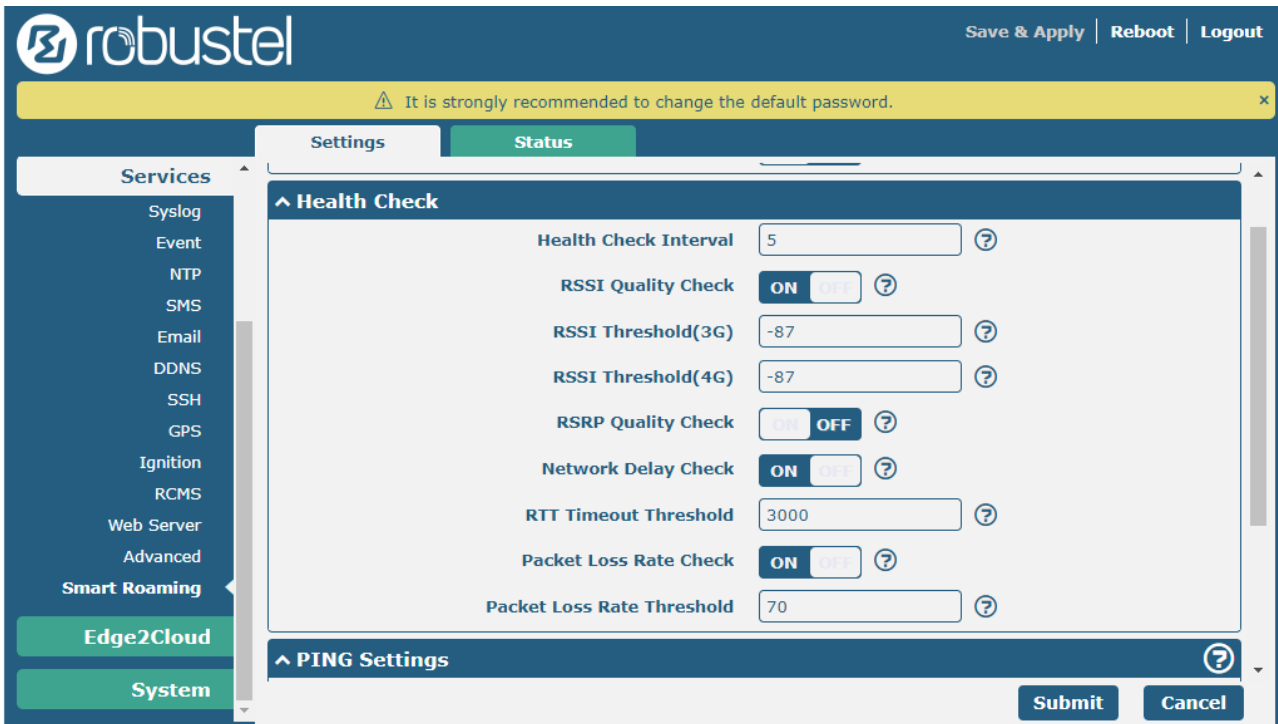 robustel
Save & Apply | Reboot | Logout
⚠ It is strongly recommended to change the default password. ×
Settings
Status
Services
Syslog
Event
NTP
SMS
Email
DDNS
SSH
GPS
Ignition
RCMS
Web Server
Advanced
Smart Roaming
Edge2Cloud
System
^ Health Check
Health Check Interval 5 ?
RSSI Quality Check ON OFF ?
RSSI Threshold(3G) -87 ?
RSSI Threshold(4G) -87 ?
RSRP Quality Check ON OFF ?
Network Delay Check ON OFF ?
RTT Timeout Threshold 3000 ?
Packet Loss Rate Check ON OFF ?
Packet Loss Rate Threshold 70 ?
^ PING Settings ?
Submit Cancel